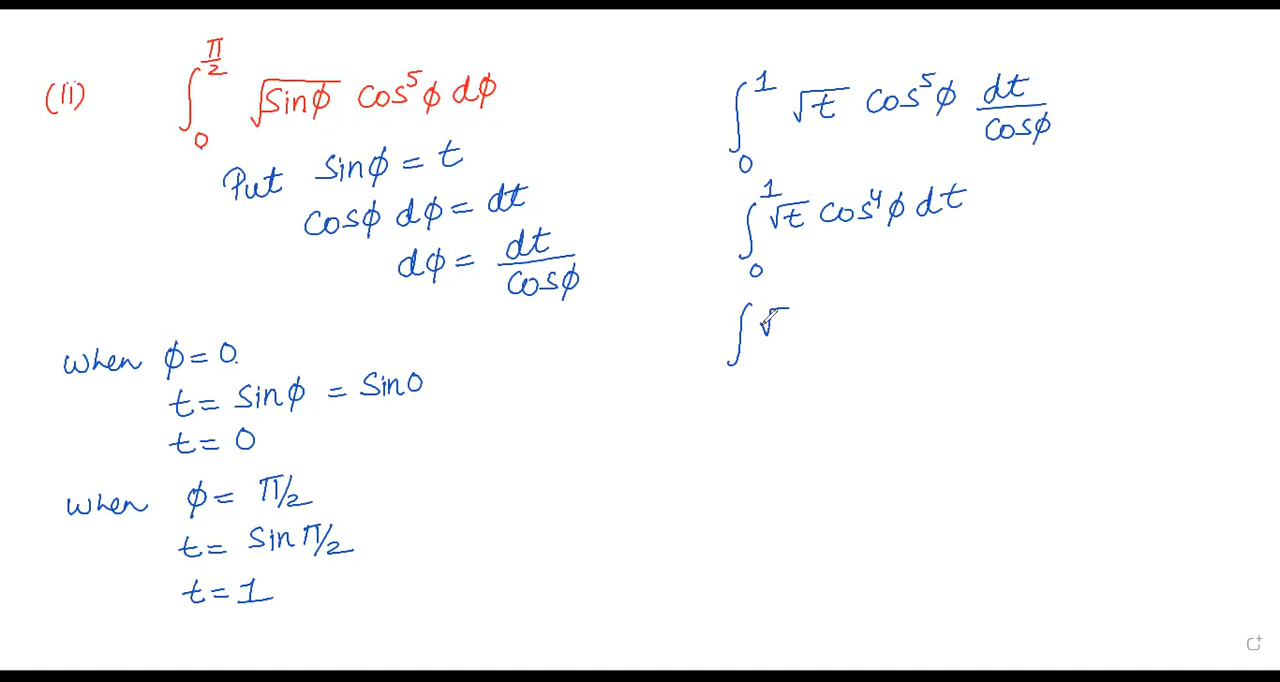 (ii) ∫₀^{π/2} √sinϕ cos⁵ϕ dϕ
Put sinϕ = t
cosϕ dϕ = dt
dϕ = dt/cosϕ
when ϕ = 0.
t = sinϕ = sin0
t = 0
when ϕ = π/2
t = sin π/2
t = 1
∫₀¹ √t cos⁵ϕ dt/cosϕ
∫₀¹ √t cos⁴ϕ dt
∫ √